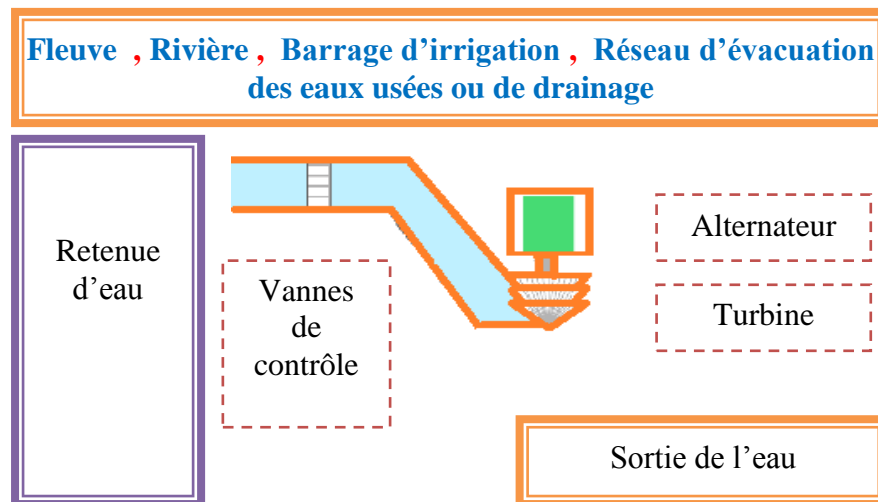 Fleuve , Rivière , Barrage d’irrigation , Réseau d’évacuation
des eaux usées ou de drainage
Retenue
d’eau
Vannes
de
contrôle
Alternateur
Turbine
Sortie de l’eau